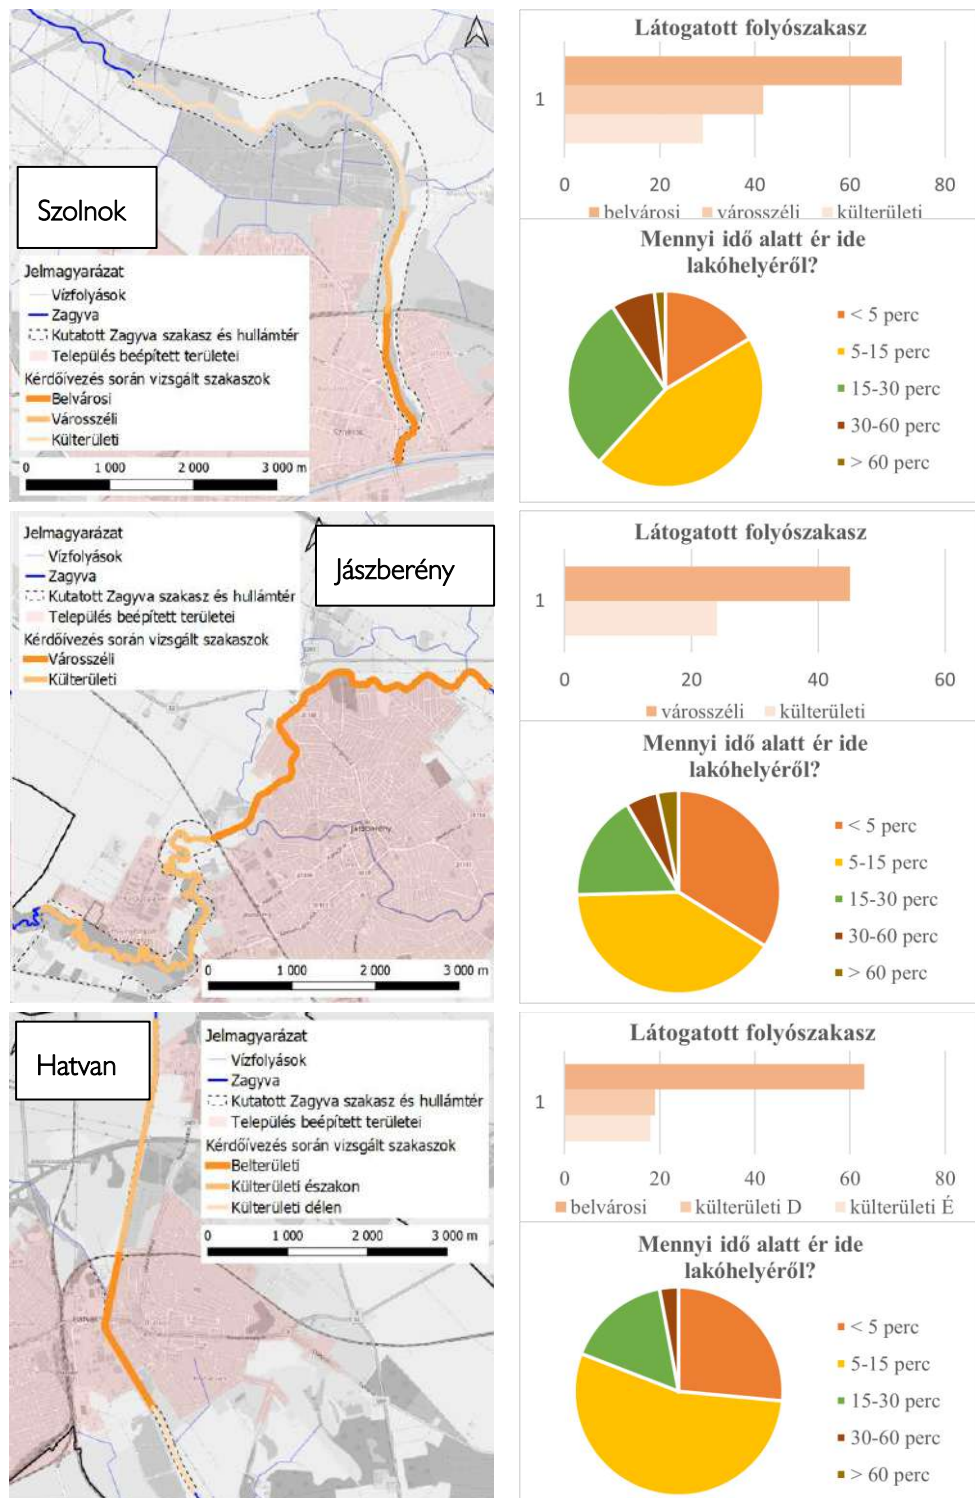 Szolnok
Jelmagyarázat
Vízfolyások
Zagyva
Kutatott Zagyva szakasz és hullámtér
Település beépített területei
Kérdőívezés során vizsgált szakaszok
Belvárosi
Városszéli
Külterületi
0 1 000 2 000 3 000 m
Látogatott folyószakasz
1
0 20 40 60 80
belvárosi városszéli külterületi
Mennyi idő alatt ér ide
lakóhelyéről?
< 5 perc
5-15 perc
15-30 perc
30-60 perc
> 60 perc
Jászberény
Jelmagyarázat
Vízfolyások
Zagyva
Kutatott Zagyva szakasz és hullámtér
Település beépített területei
Kérdőívezés során vizsgált szakaszok
Városszéli
Külterületi
Jászberény
0 1 000 2 000 3 000 m
Látogatott folyószakasz
1
0 20 40 60
városszéli külterületi
Mennyi idő alatt ér ide
lakóhelyéről?
< 5 perc
5-15 perc
15-30 perc
30-60 perc
> 60 perc
Hatvan
Jelmagyarázat
Vízfolyások
Zagyva
Kutatott Zagyva szakasz és hullámtér
Település beépített területei
Kérdőívezés során vizsgált szakaszok
Belterületi
Külterületi északon
Külterületi délen
0 1 000 2 000 3 000 m
Hatvan
Látogatott folyószakasz
1
0 20 40 60 80
belvárosi külterületi D külterületi É
Mennyi idő alatt ér ide
lakóhelyéről?
< 5 perc
5-15 perc
15-30 perc
30-60 perc
> 60 perc